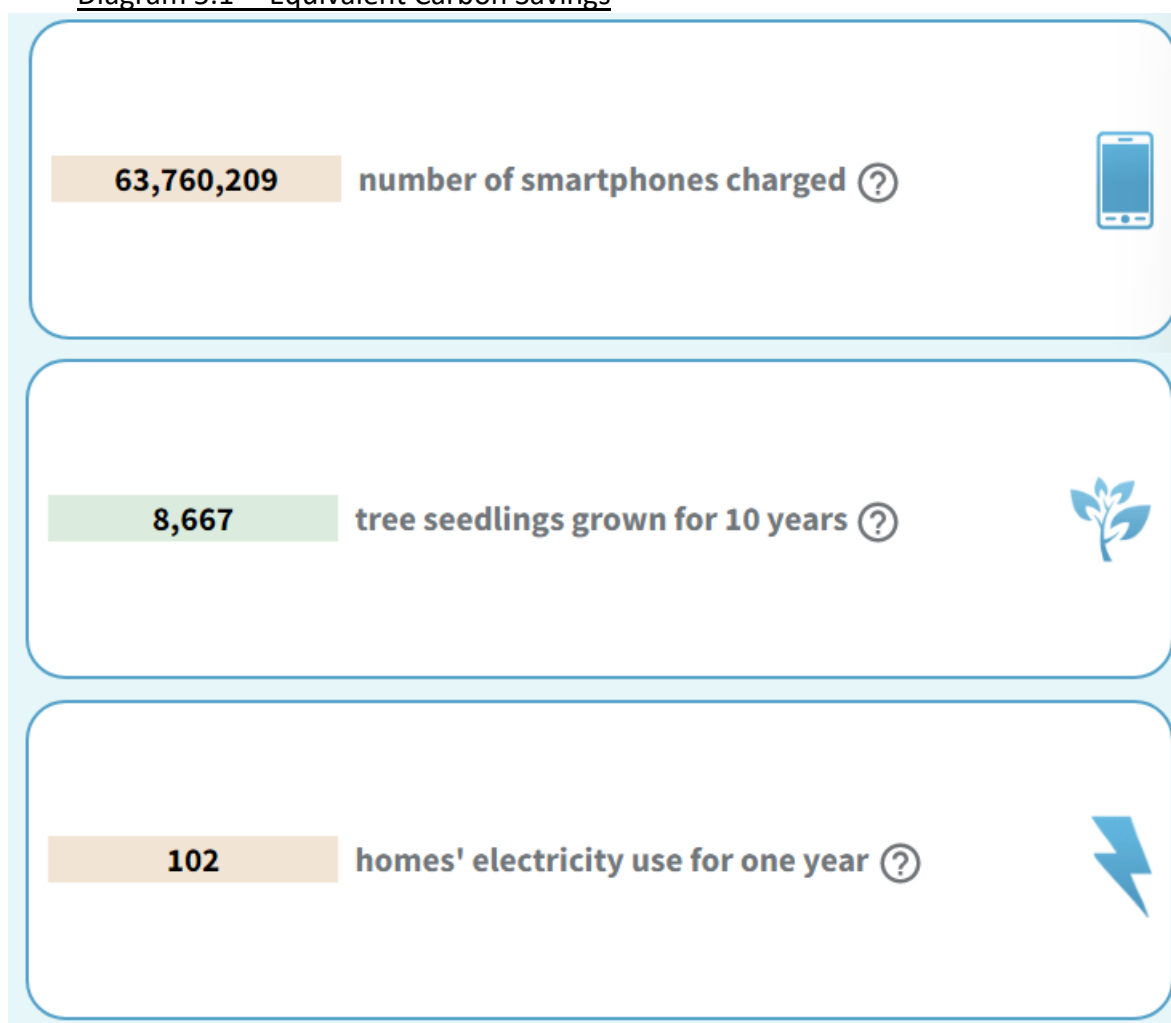 Diagram 3.1 – Equivalent Carbon Savings
63,760,209 number of smartphones charged ?
8,667 tree seedlings grown for 10 years ?
102 homes' electricity use for one year ?